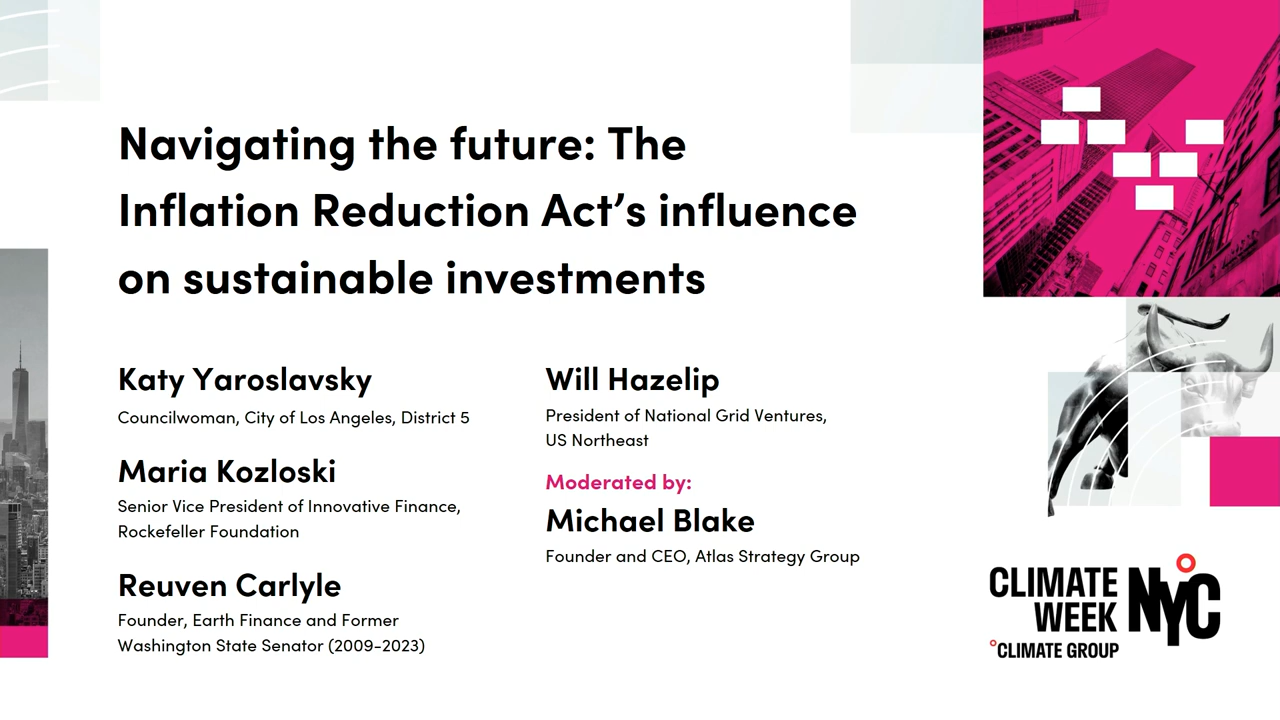 Navigating the future: The
Inflation Reduction Act’s influence
on sustainable investments
Katy Yaroslavsky
Councilwoman, City of Los Angeles, District 5
Maria Kozloski
Senior Vice President of Innovative Finance,
Rockefeller Foundation
Reuven Carlyle
Founder, Earth Finance and Former
Washington State Senator (2009-2023)
Will Hazelip
President of National Grid Ventures,
US Northeast
Moderated by:
Michael Blake
Founder and CEO, Atlas Strategy Group
CLIMATE
WEEK
NYC
°CLIMATE GROUP